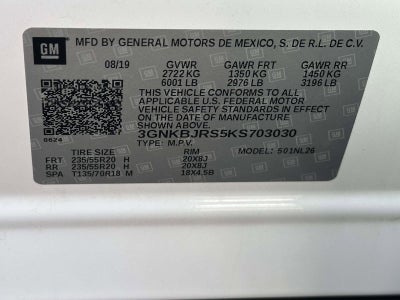 GM MFD BY GENERAL MOTORS DE MEXICO, S. DE R.L. DE C.V.
08/19 GVWR GAWR FRT GAWR RR
2722 KG 1350 KG 1450 KG
6001 LB 2976 LB 3196 LB
THIS VEHICLE CONFORMS TO ALL
APPLICABLE U.S. FEDERAL MOTOR
VEHICLE SAFETY STANDARDS IN EFFECT
ON THE DATE OF MANUFACTURE
SHOWN ABOVE.
3GNKBJRS5KS703030
0624 TYPE: M.P.V.
TIRE SIZE RIM MODEL: 501NL26
FRT 235/55R20 H 20X8J
RR 235/55R20 H 20X8J
SPA T135/70R18 M 18X4.5B